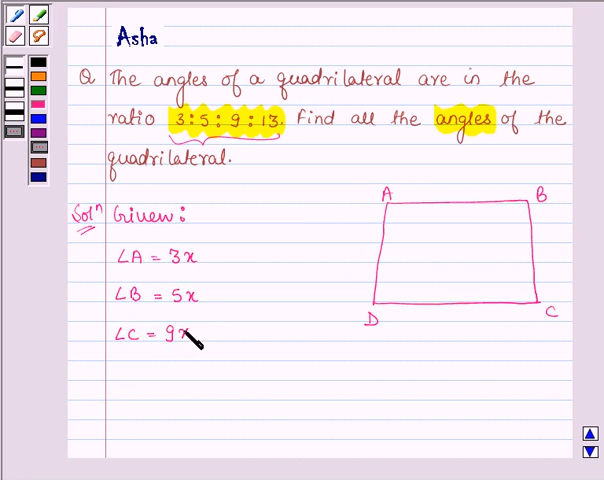 Asha
Q The angles of a quadrilateral are in the
ratio 3:5:9:13. Find all the angles of the
quadrilateral.
Solⁿ Given:
A B
∠A = 3x
∠B = 5x
D C
∠C = 9x